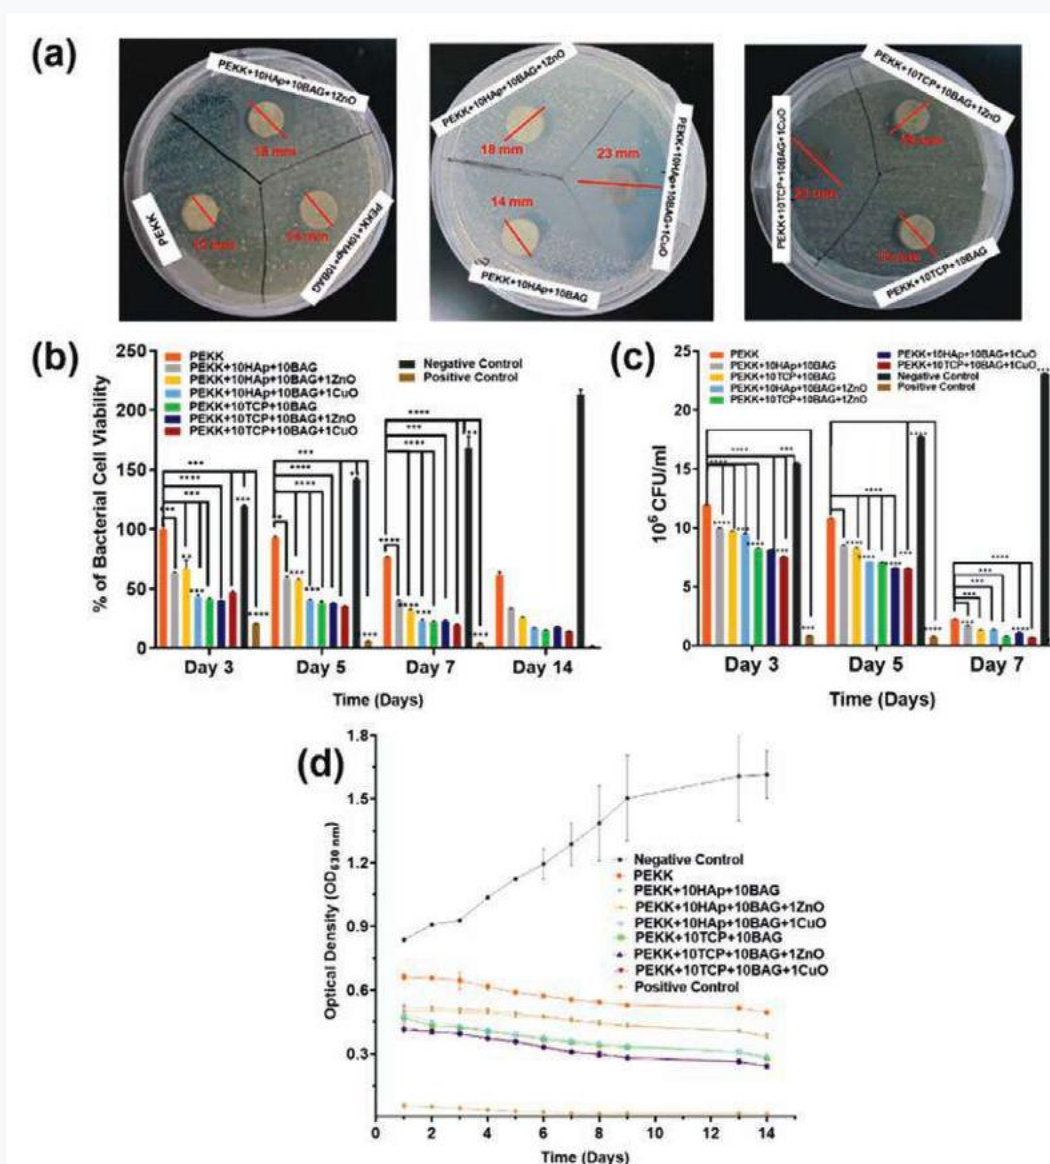 (a)
PEKK+10HAp+10BAG+1ZnO
18 mm
PEKK
14 mm
PEKK+10HAp+10BAG
PEKK+10HAp+10BAG+1ZnO
18 mm
23 mm
PEKK+10HAp+10BAG+1CuO
14 mm
PEKK+10HAp+10BAG
PEKK+10TCP+10BAG+1ZnO
PEKK+10TCP+10BAG+1CuO
23 mm
PEKK+10TCP+10BAG
(b)
250
200
150
100
50
0
% of Bacterial Cell Viability
PEKK
PEKK+10HAp+10BAG
PEKK+10HAp+10BAG+1ZnO
PEKK+10HAp+10BAG+1CuO
PEKK+10TCP+10BAG
PEKK+10TCP+10BAG+1ZnO
PEKK+10TCP+10BAG+1CuO
Negative Control
Positive Control
Day 3
Day 5
Day 7
Day 14
Time (Days)
(c)
25
20
15
10
5
0
10⁶ CFU/ml
PEKK
PEKK+10HAp+10BAG
PEKK+10TCP+10BAG
PEKK+10HAp+10BAG+1ZnO
PEKK+10TCP+10BAG+1ZnO
PEKK+10HAp+10BAG+1CuO
PEKK+10TCP+10BAG+1CuO
Negative Control
Positive Control
Day 3
Day 5
Day 7
Time (Days)
(d)
1.8
1.5
1.2
0.9
0.6
0.3
Optical Density (OD630 nm)
Negative Control
PEKK
PEKK+10HAp+10BAG
PEKK+10HAp+10BAG+1ZnO
PEKK+10HAp+10BAG+1CuO
PEKK+10TCP+10BAG
PEKK+10TCP+10BAG+1ZnO
PEKK+10TCP+10BAG+1CuO
Positive Control
0 2 4 6 8 10 12 14
Time (Days)